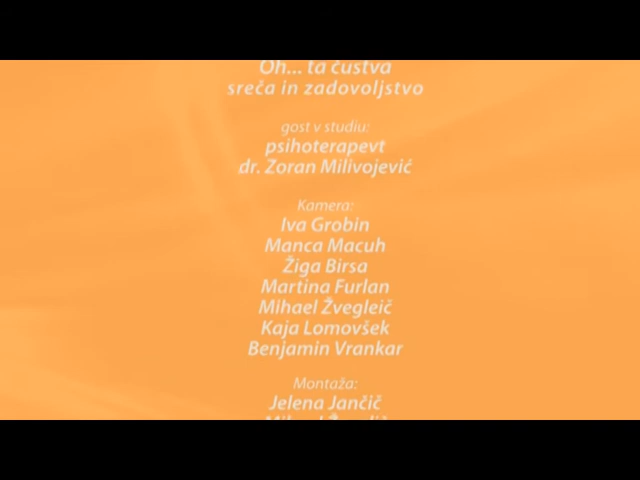 Oh... ta čustva
sreča in zadovoljstvo
gost v studiu:
psihoterapevt
dr. Zoran Milivojević
Kamera:
Iva Grobin
Manca Macuh
Žiga Birsa
Martina Furlan
Mihael Žvegleič
Kaja Lomovšek
Benjamin Vrankar
Montaža:
Jelena Jančič